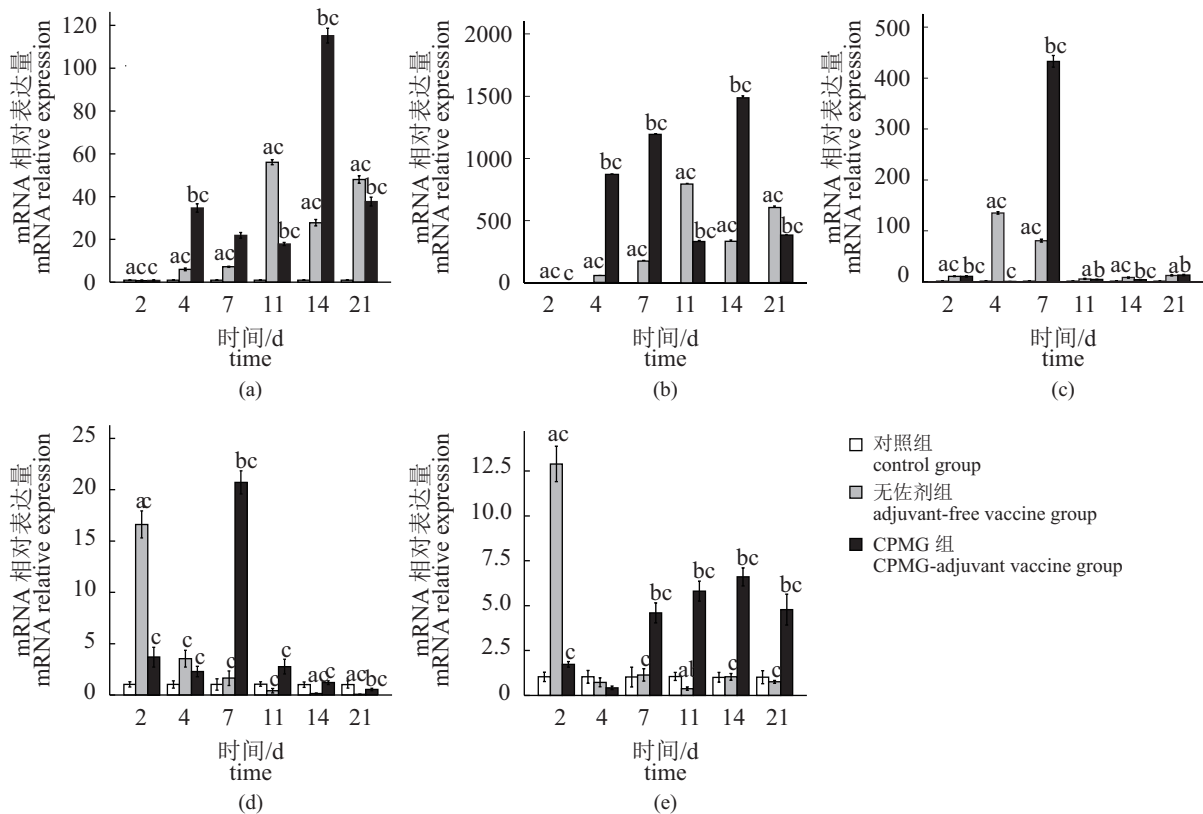 mRNA 相对表达量
mRNA relative expression
120
100
80
60
40
20
0
ac
c
ac
bc
ac
bc
ac
bc
ac
bc
ac
bc
2 4 7 11 14 21
时间/d
time
(a)
mRNA 相对表达量
mRNA relative expression
2000
1500
1000
500
0
ac
c
ac
bc
ac
bc
ac
bc
ac
bc
ac
bc
2 4 7 11 14 21
时间/d
time
(b)
mRNA 相对表达量
mRNA relative expression
500
400
300
200
100
0
ac
bc
ac
c
ac
bc
ab
ac
bc
ab
2 4 7 11 14 21
时间/d
time
(c)
mRNA 相对表达量
mRNA relative expression
25
20
15
10
5
0
ac
c
c
c
c
bc
c
c
ac
c
ac
bc
2 4 7 11 14 21
时间/d
time
(d)
mRNA 相对表达量
mRNA relative expression
12.5
10.0
7.5
5.0
2.5
0
ac
c
c
bc
ab
bc
c
bc
c
bc
2 4 7 11 14 21
时间/d
time
(e)
对照组
control group
无佐剂组
adjuvant-free vaccine group
CPMG 组
CPMG-adjuvant vaccine group